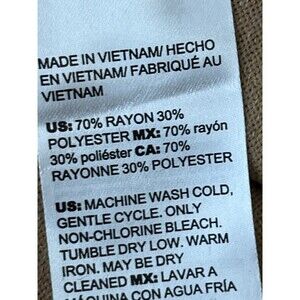 MADE IN VIETNAM/ HECHO
EN VIETNAM/ FABRIQUÉ AU
VIETNAM
US: 70% RAYON 30%
POLYESTER MX: 70% rayón
30% poliéster CA: 70%
RAYONNE 30% POLYESTER
US: MACHINE WASH COLD,
GENTLE CYCLE. ONLY
NON-CHLORINE BLEACH.
TUMBLE DRY LOW. WARM
IRON. MAY BE DRY
CLEANED MX: LAVAR A
MÁQUINA CON AGUA FRÍA